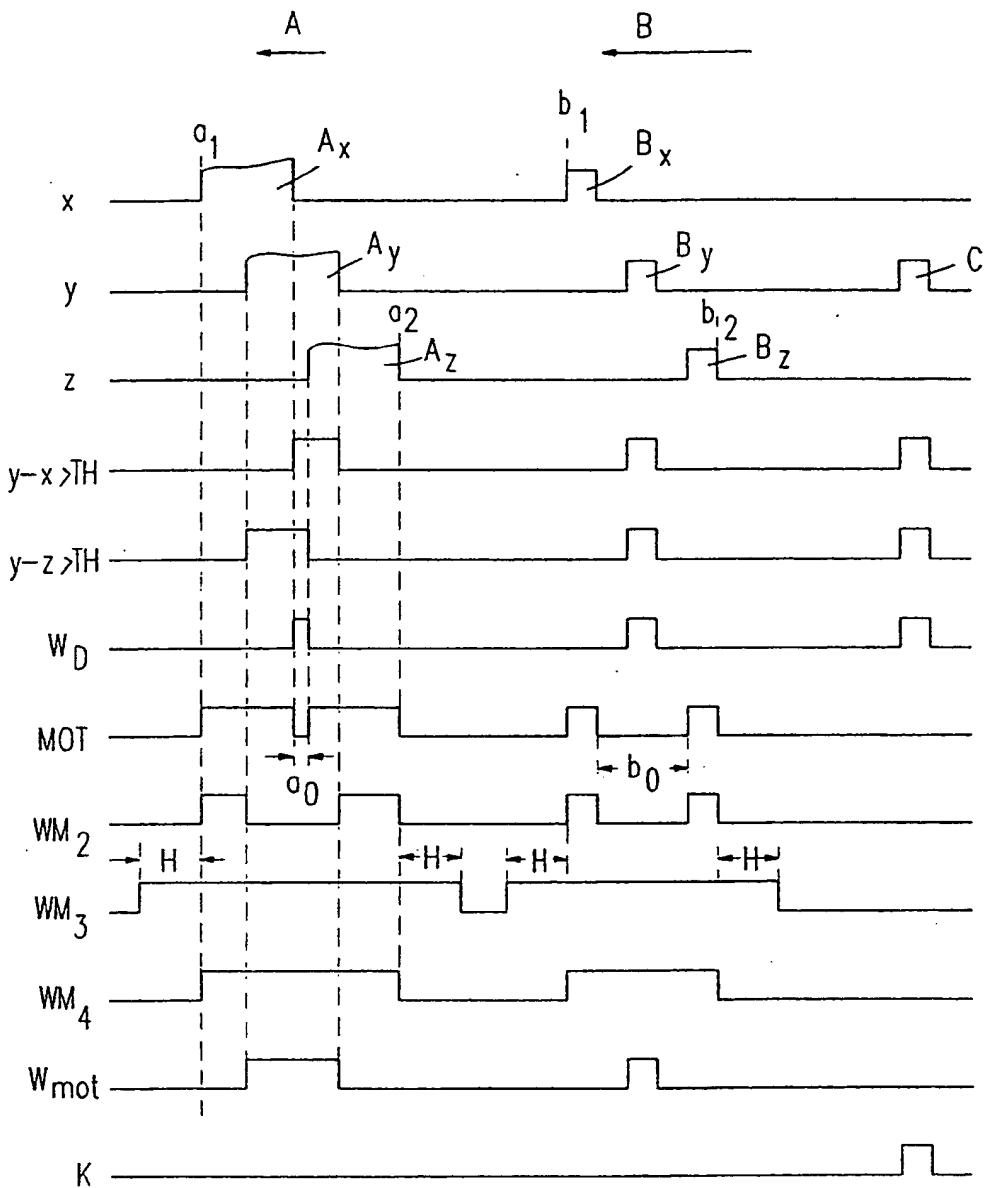 A B
a1 Ax b1 Bx
x
Ay By C
y
a2 Az b2 Bz
z
y-x>TH
y-z>TH
WD
MOT
a0 b0
WM2
H H H H
WM3
WM4
Wmot
K